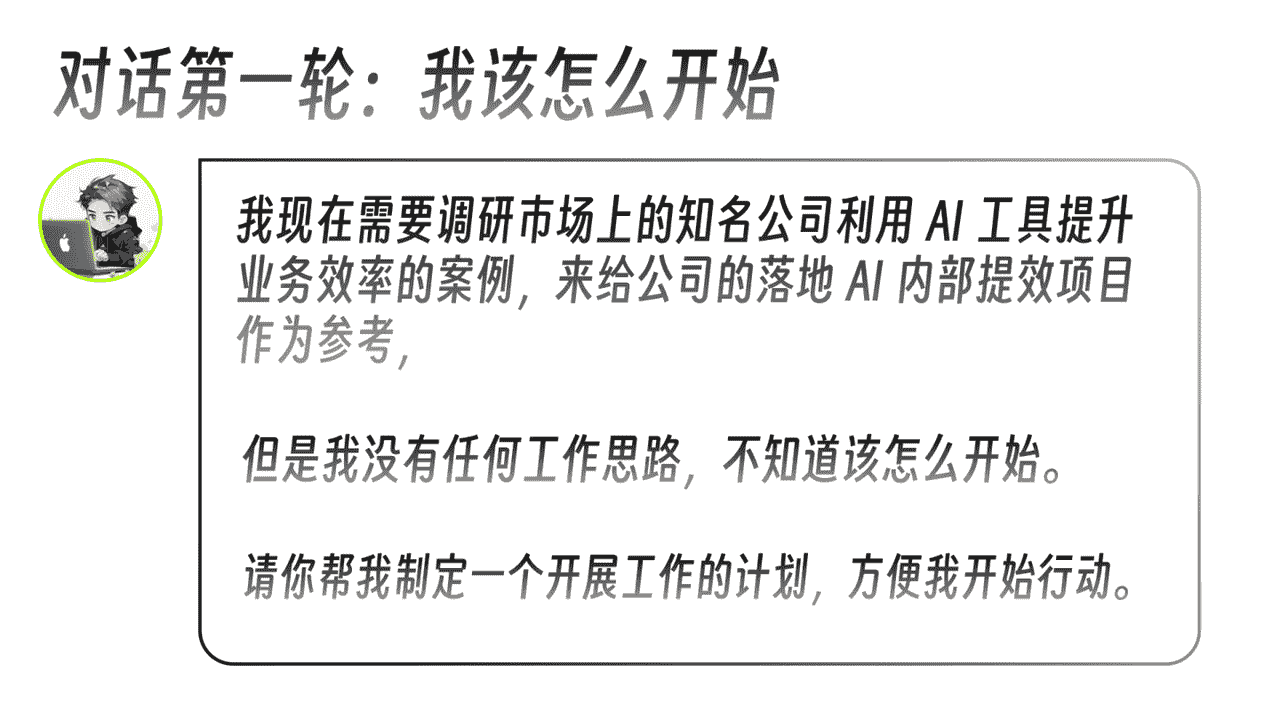 对话第一轮：我该怎么开始
我现在需要调研市场上的知名公司利用 AI 工具提升
业务效率的案例，来给公司的落地 AI 内部提效项目
作为参考，
但是我没有任何工作思路，不知道该怎么开始。
请你帮我制定一个开展工作的计划，方便我开始行动。